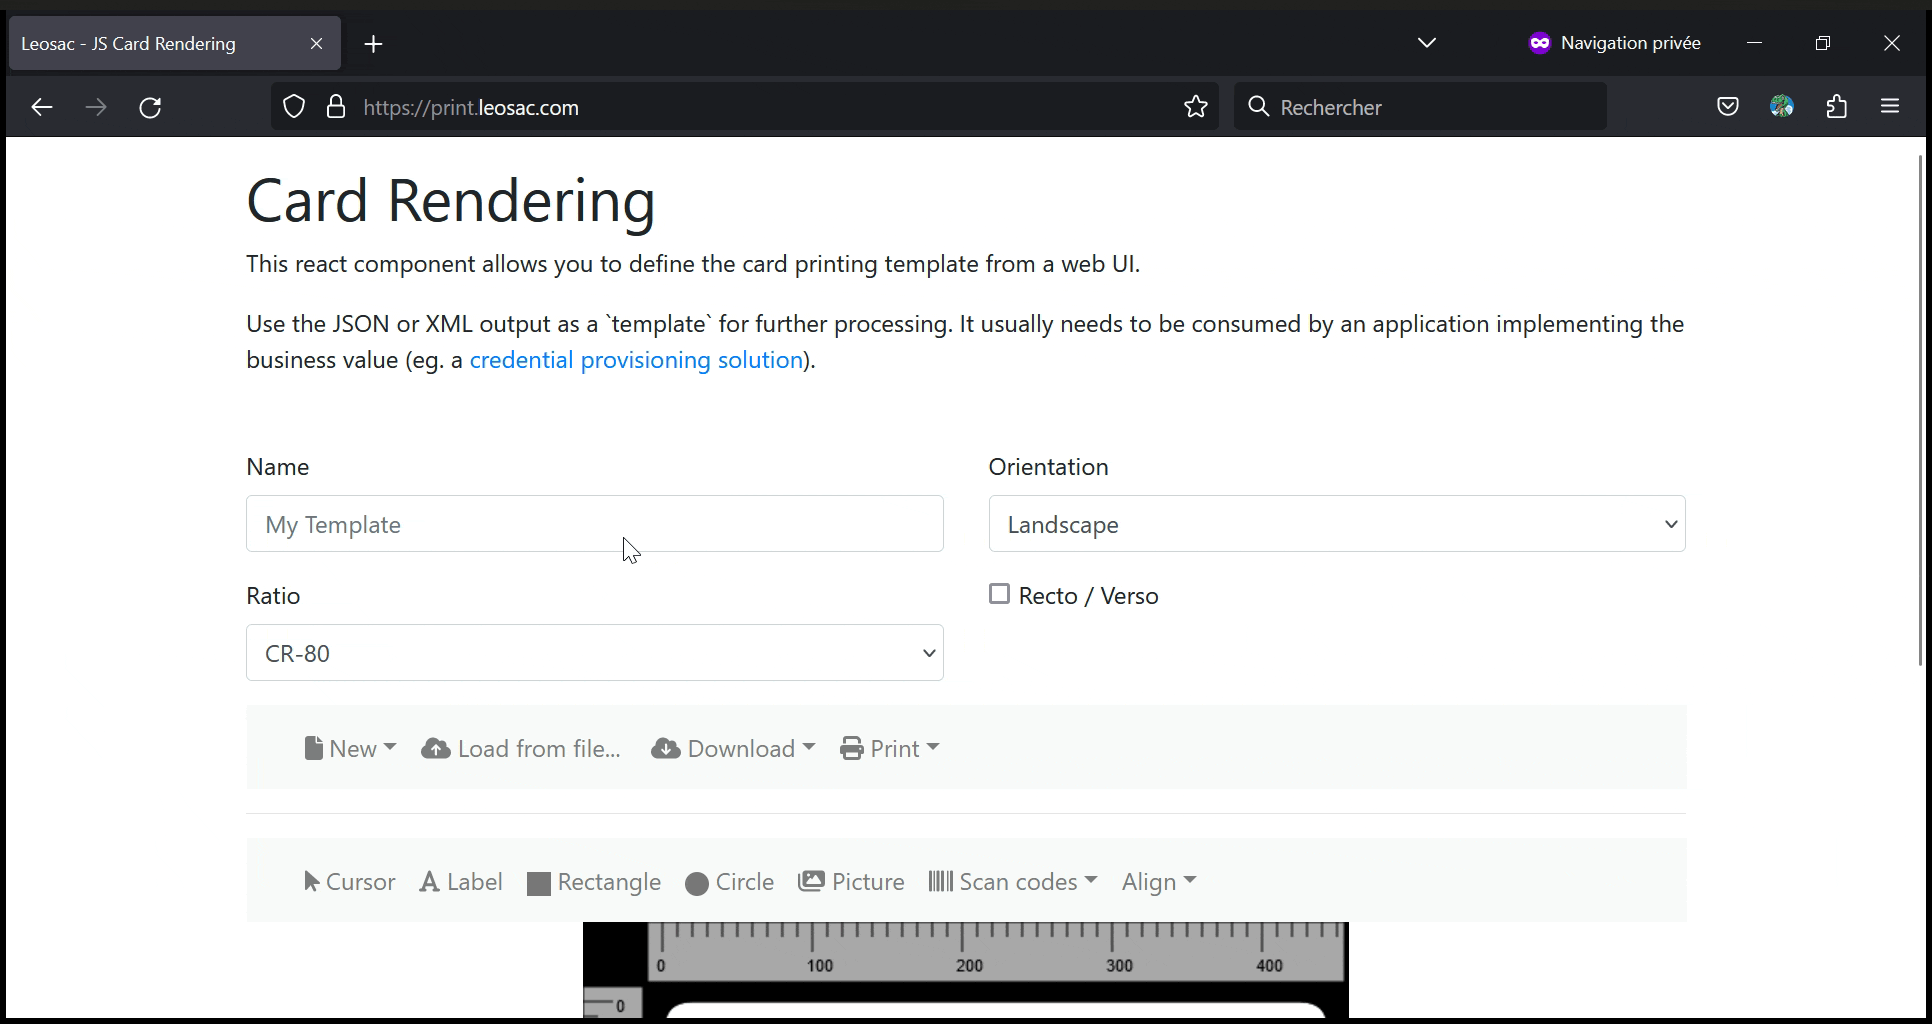 Leosac - JS Card Rendering
Navigation privée
https://print.leosac.com
Rechercher
Card Rendering
This react component allows you to define the card printing template from a web UI.
Use the JSON or XML output as a `template` for further processing. It usually needs to be consumed by an application implementing the
business value (eg. a credential provisioning solution).
Name
Orientation
My Template
Landscape
Ratio
Recto / Verso
CR-80
New
Load from file...
Download
Print
Cursor
A Label
Rectangle
Circle
Picture
Scan codes
Align
0 100 200 300 400
0